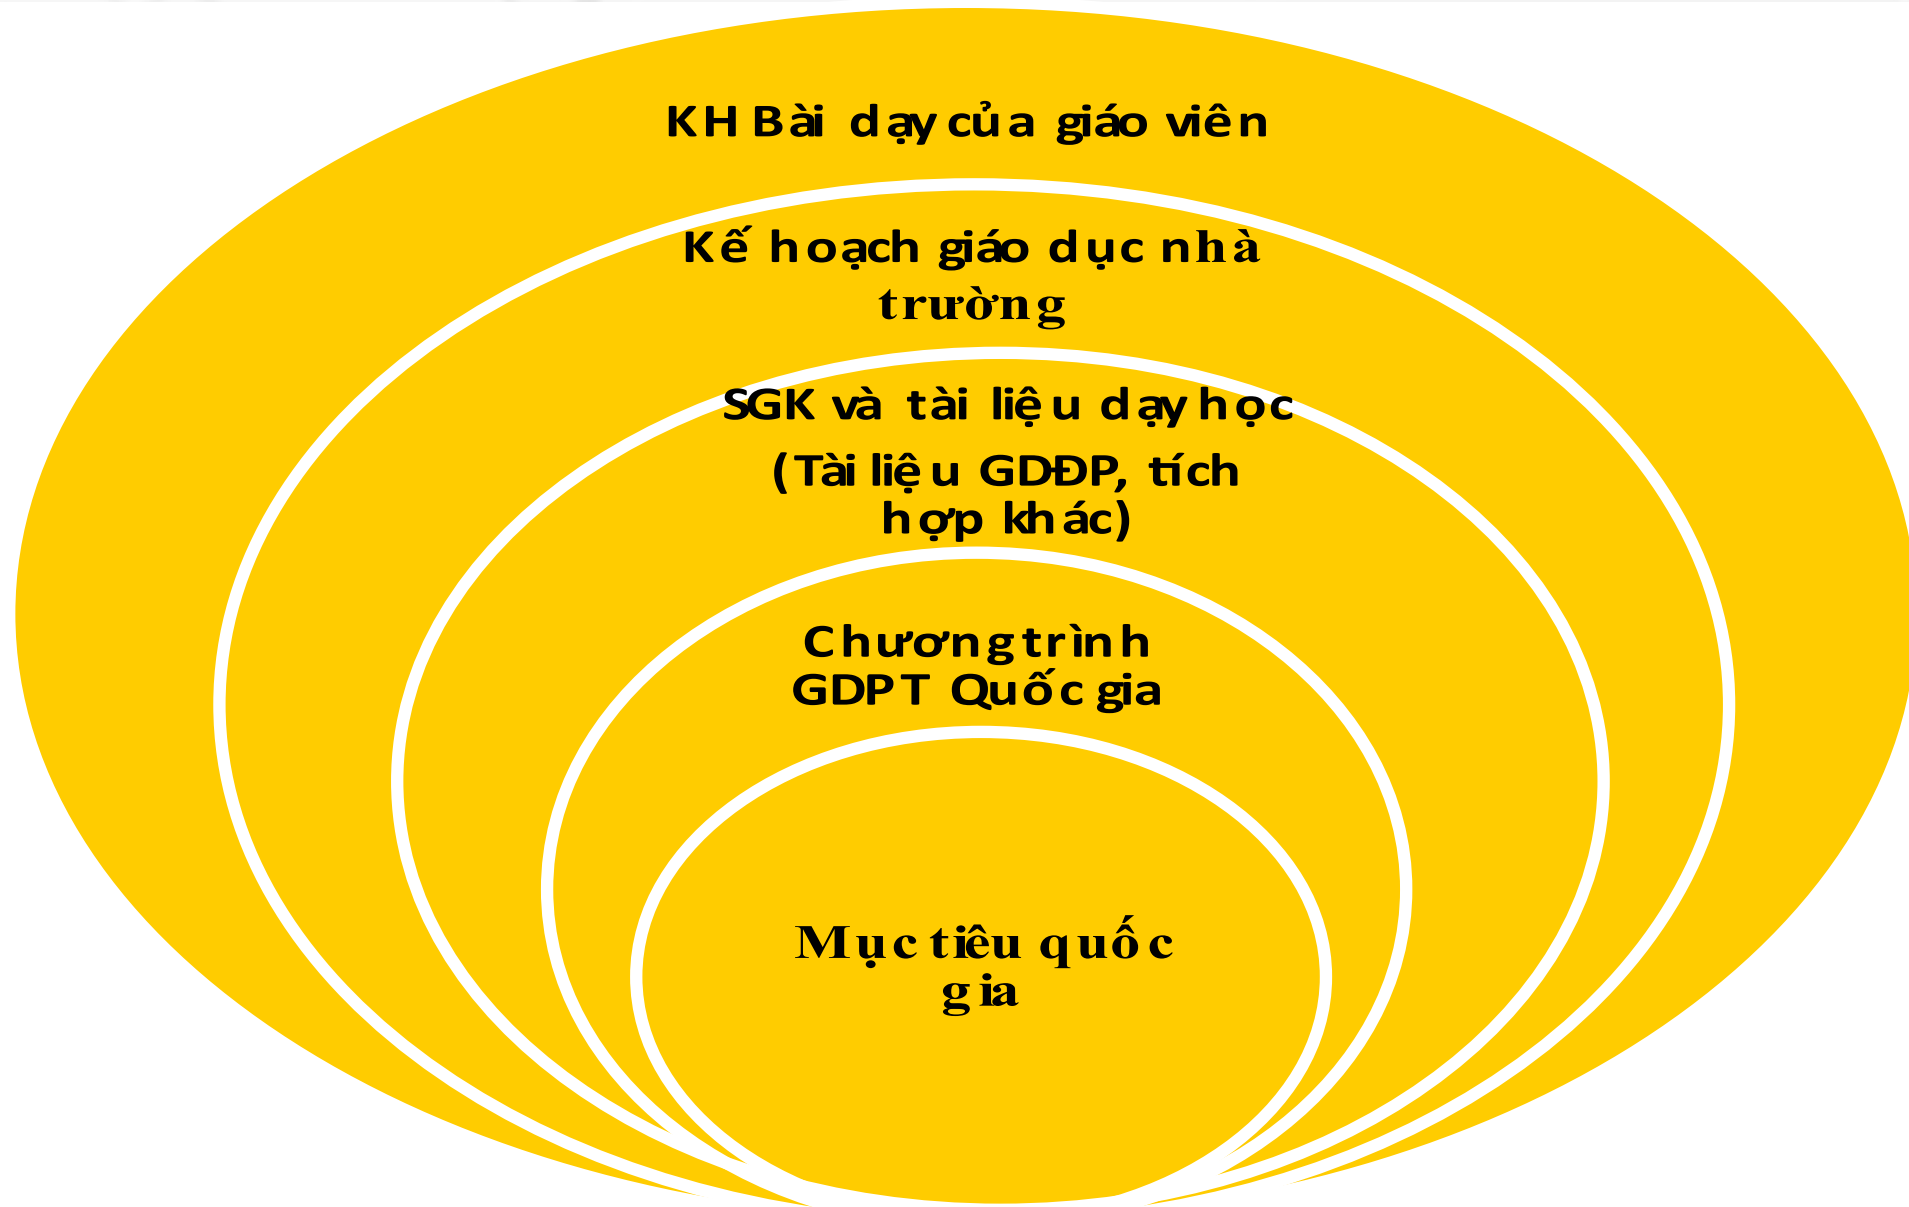 KH Bài dạy của giáo viên
Kế hoạch giáo dục nhà
trường
SGK và tài liệu dạy học
(Tài liệu GDĐP, tích
hợp khác)
Chương trình
GDPT Quốc gia
Mục tiêu quốc
gia